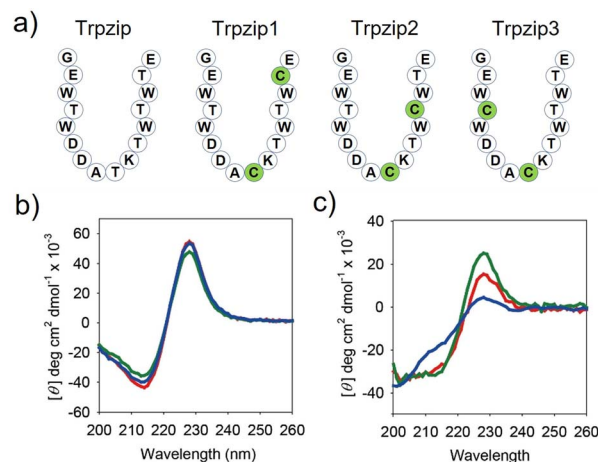 a)
Trpzip
Trpzip1
Trpzip2
Trpzip3
G E W T W D D A T K T W T W T E
G E W T W D D A C K T W T W C E
G E W T W D D A C K T W C W T E
G E W C W D D A C K T W T W T E
b)
[θ] deg cm² dmol⁻¹ x 10⁻³
60
40
20
0
-20
-40
-60
200 210 220 230 240 250 260
Wavelength (nm)
c)
[θ] deg cm² dmol⁻¹ x 10⁻³
40
20
0
-20
-40
200 210 220 230 240 250 260
Wavelength